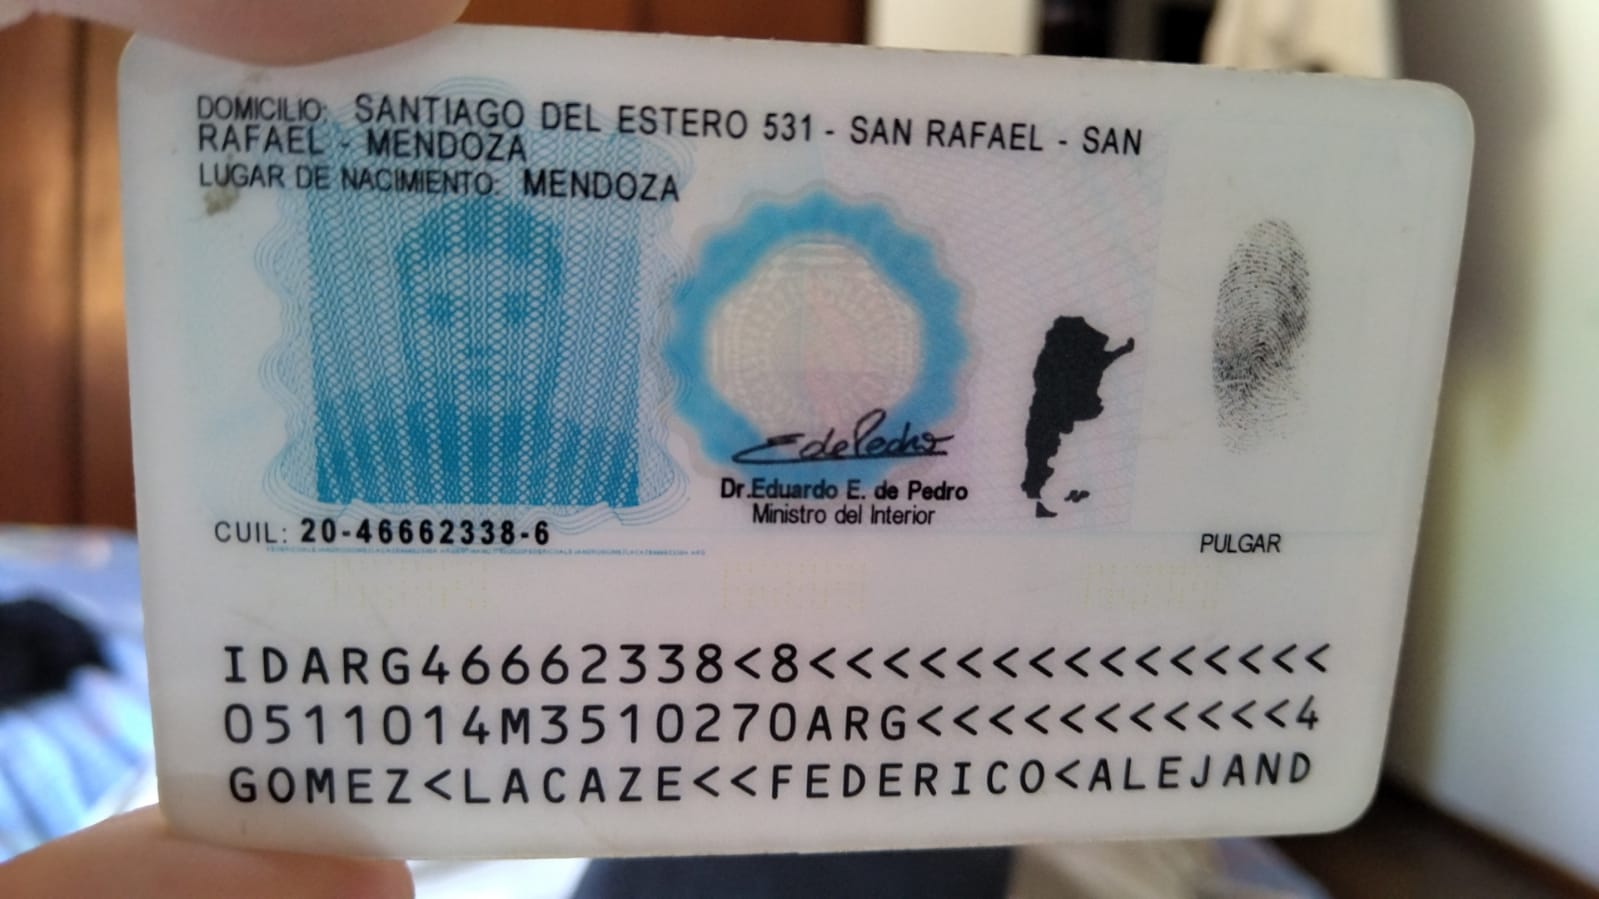 DOMICILIO: SANTIAGO DEL ESTERO 531 - SAN RAFAEL - SAN
RAFAEL - MENDOZA
LUGAR DE NACIMIENTO: MENDOZA
EdePedro
Dr.Eduardo E. de Pedro
Ministro del Interior
CUIL: 20-46662338-6
PULGAR
IDARG46662338<8<<<<<<<<<<<<<<<
0511014M3510270ARG<<<<<<<<<<<4
GOMEZ<LACAZE<<FEDERICO<ALEJAND